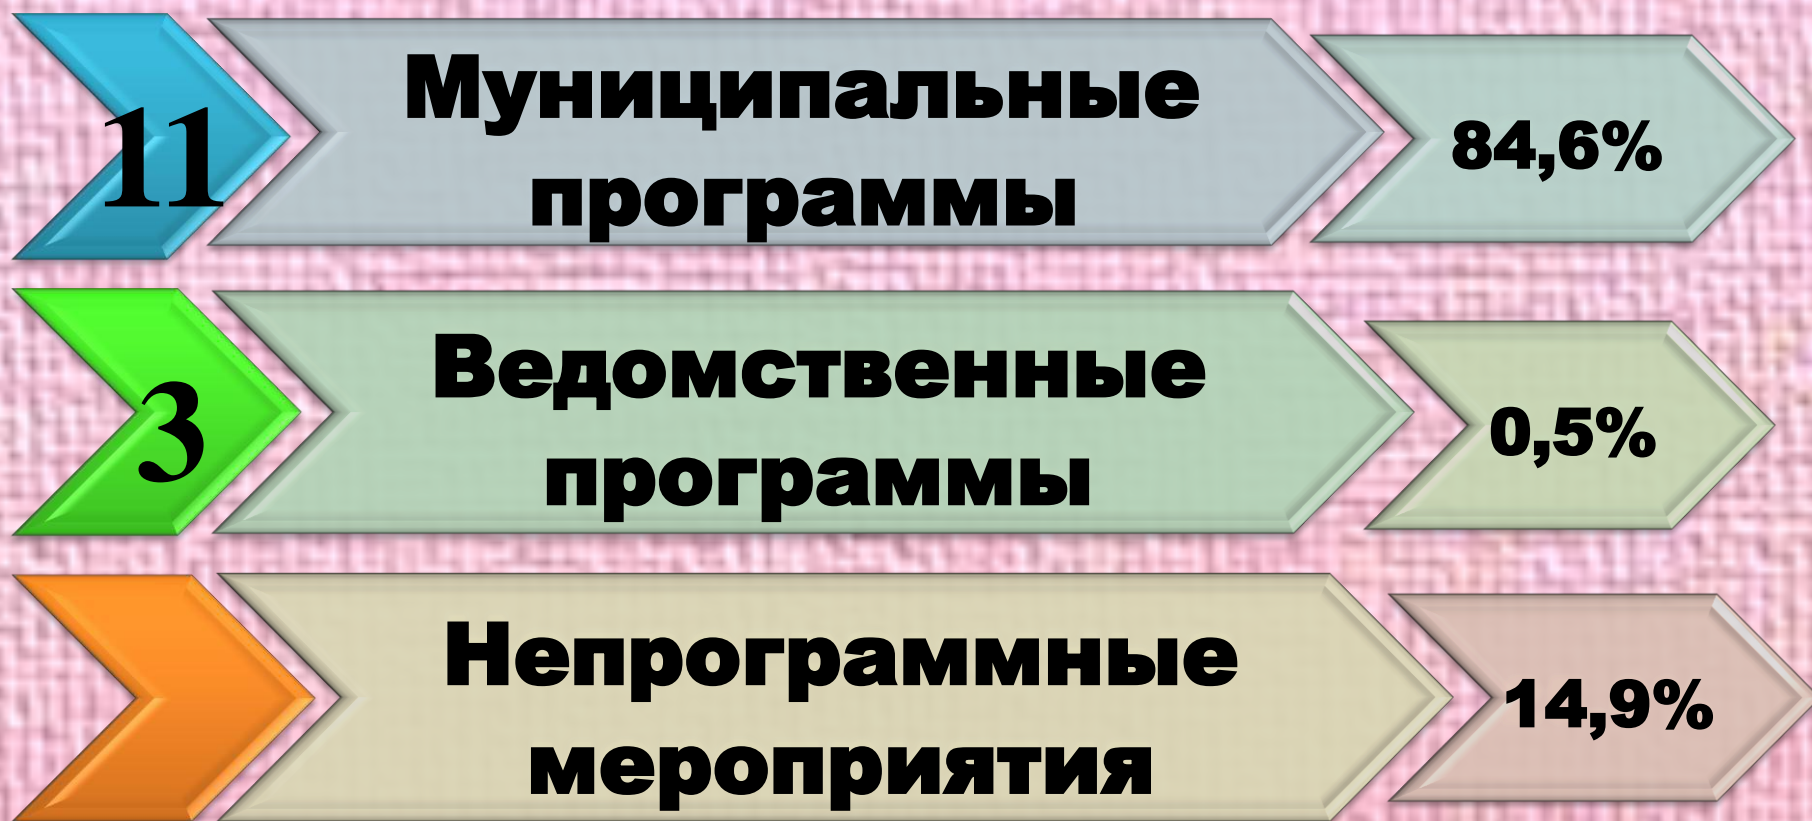 11
Муниципальные
программы
84,6%
3
Ведомственные
программы
0,5%
Непрограммные
мероприятия
14,9%